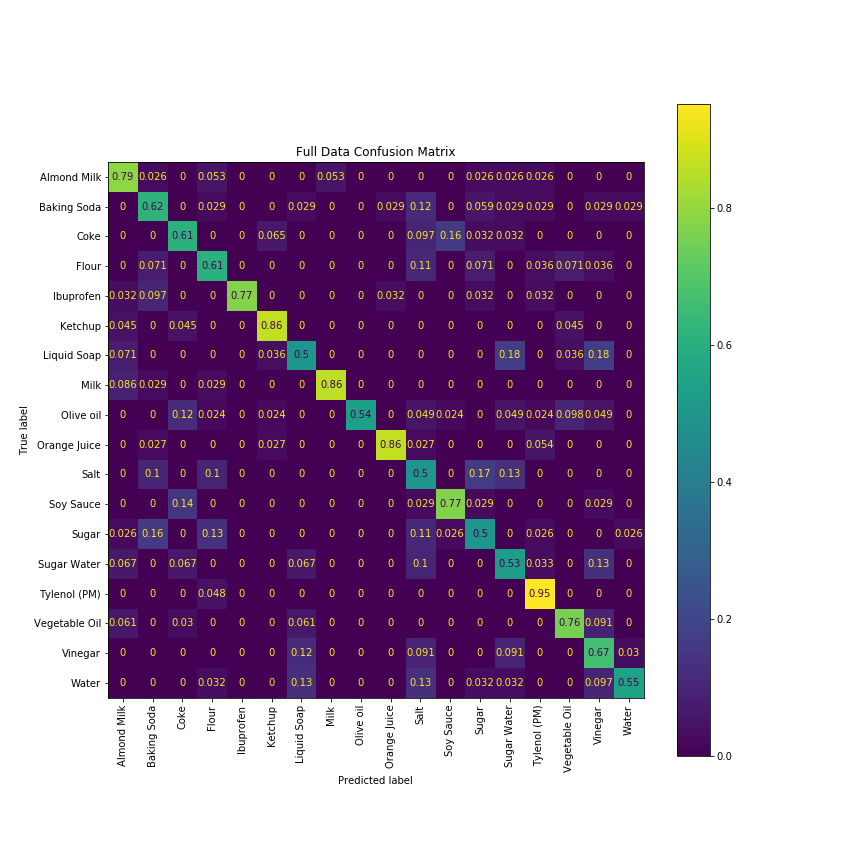 Full Data Confusion Matrix
True label
Almond Milk 0.79 0.026 0 0.053 0 0 0 0.053 0 0 0 0 0.026 0.026 0.026 0 0 0
Baking Soda 0 0.62 0 0.029 0 0 0.029 0 0 0.029 0.12 0 0.059 0.029 0.029 0 0.029 0.029
Coke 0 0 0.61 0 0 0.065 0 0 0 0 0.097 0.16 0.032 0.032 0 0 0 0
Flour 0 0.071 0 0.61 0 0 0 0 0 0 0.11 0 0.071 0 0.036 0.071 0.036 0
Ibuprofen 0.032 0.097 0 0 0.77 0 0 0 0 0.032 0 0 0.032 0 0.032 0 0 0
Ketchup 0.045 0 0.045 0 0 0.86 0 0 0 0 0 0 0 0 0 0.045 0 0
Liquid Soap 0.071 0 0 0 0 0.036 0.5 0 0 0 0 0 0 0.18 0 0.036 0.18 0
Milk 0.086 0.029 0 0.029 0 0 0 0.86 0 0 0 0 0 0 0 0 0 0
Olive oil 0 0 0.12 0.024 0 0.024 0 0 0.54 0 0.049 0.024 0 0.049 0.024 0.098 0.049 0
Orange Juice 0 0.027 0 0 0 0.027 0 0 0 0.86 0.027 0 0 0 0.054 0 0 0
Salt 0 0.1 0 0.1 0 0 0 0 0 0 0.5 0 0.17 0.13 0 0 0 0
Soy Sauce 0 0 0.14 0 0 0 0 0 0 0 0.029 0.77 0.029 0 0 0 0.029 0
Sugar 0.026 0.16 0 0.13 0 0 0 0 0 0 0.11 0.026 0.5 0 0.026 0 0 0.026
Sugar Water 0.067 0 0.067 0 0 0 0.067 0 0 0 0.1 0 0 0.53 0.033 0 0.13 0
Tylenol (PM) 0 0 0 0.048 0 0 0 0 0 0 0 0 0 0 0.95 0 0 0
Vegetable Oil 0.061 0 0.03 0 0 0 0.061 0 0 0 0 0 0 0 0 0.76 0.091 0
Vinegar 0 0 0 0 0 0 0.12 0 0 0 0.091 0 0 0.091 0 0 0.67 0.03
Water 0 0 0 0.032 0 0 0.13 0 0 0 0.13 0 0.032 0.032 0 0 0.097 0.55
Almond Milk
Baking Soda
Coke
Flour
Ibuprofen
Ketchup
Liquid Soap
Milk
Olive oil
Orange Juice
Salt
Soy Sauce
Sugar
Sugar Water
Tylenol (PM)
Vegetable Oil
Vinegar
Water
Predicted label
0.8
0.6
0.4
0.2
0.0